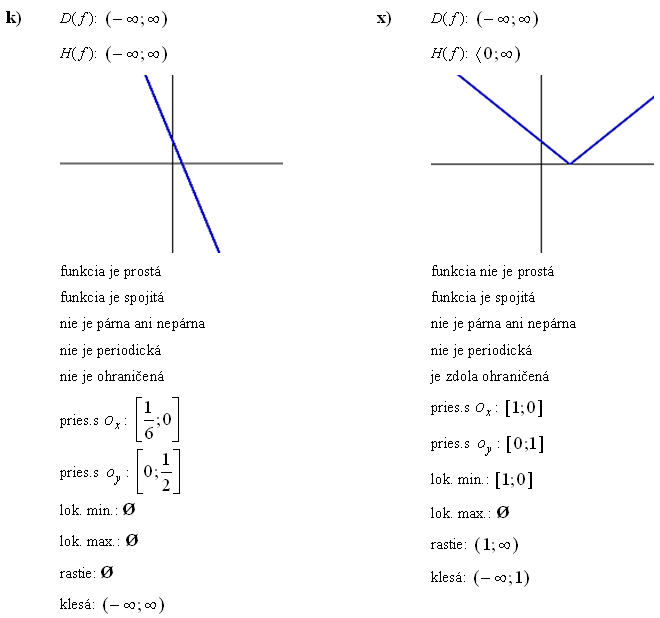 k)
D(f): (– ∞; ∞)
H(f): (– ∞; ∞)
funkcia je prostá
funkcia je spojitá
nie je párna ani nepárna
nie je periodická
nie je ohraničená
pries.s oₓ : [1/6; 0]
pries.s oᵧ : [0; 1/2]
lok. min.: Ø
lok. max.: Ø
rastie: Ø
klesá: (– ∞; ∞)
x)
D(f): (– ∞; ∞)
H(f): ⟨0; ∞)
funkcia nie je prostá
funkcia je spojitá
nie je párna ani nepárna
nie je periodická
je zdola ohraničená
pries.s oₓ : [1;0]
pries.s oᵧ : [0;1]
lok. min.: [1;0]
lok. max.: Ø
rastie: (1; ∞)
klesá: (– ∞; 1)